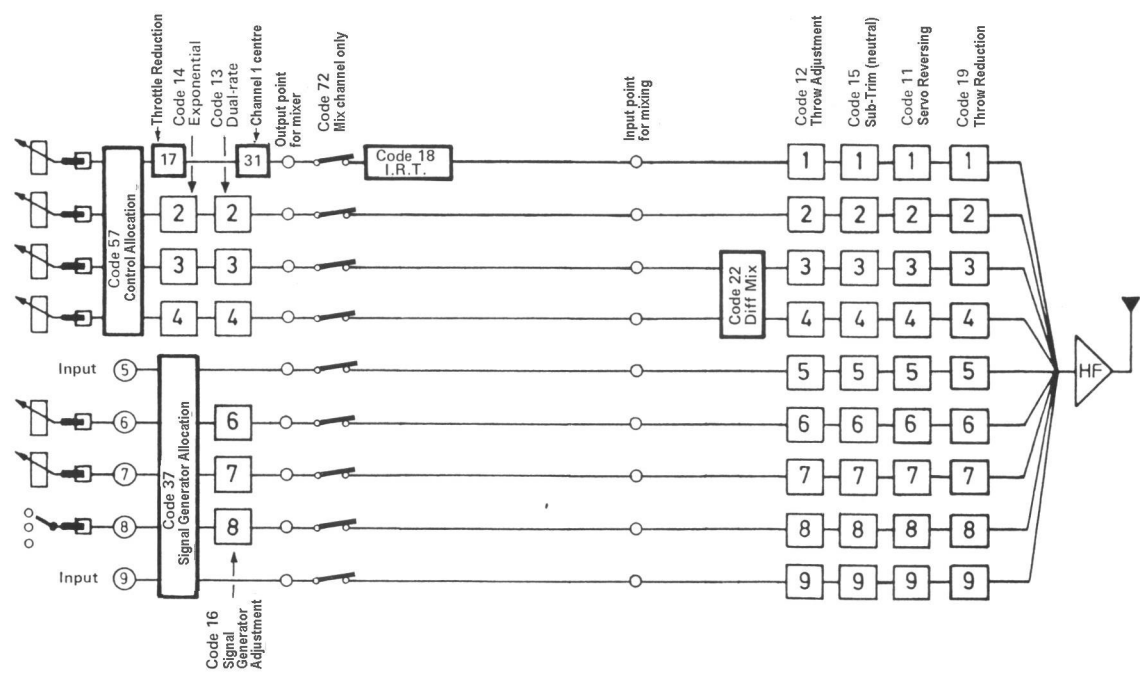 Throttle Reduction
Code 14
Exponential
Code 13
Dual-rate
Channel 1 centre
Output point
for mixer
Code 72
Mix channel only
Input point
for mixing
Code 12
Throw Adjustment
Code 15
Sub-Trim (neutral)
Code 11
Servo Reversing
Code 19
Throw Reduction
17
31
Code 18
I.R.T.
1 1 1 1
2 2
2 2 2 2
Code 57
Control Allocation
3 3
Code 22
Diff Mix
3 3 3 3
4 4
4 4 4 4
Input 5
5 5 5 5
HF
6
6
6 6 6 6
Code 37
Signal Generator Allocation
7
7
7 7 7 7
8
8
8 8 8 8
Input 9
9 9 9 9
Code 16
Signal
Generator
Adjustment